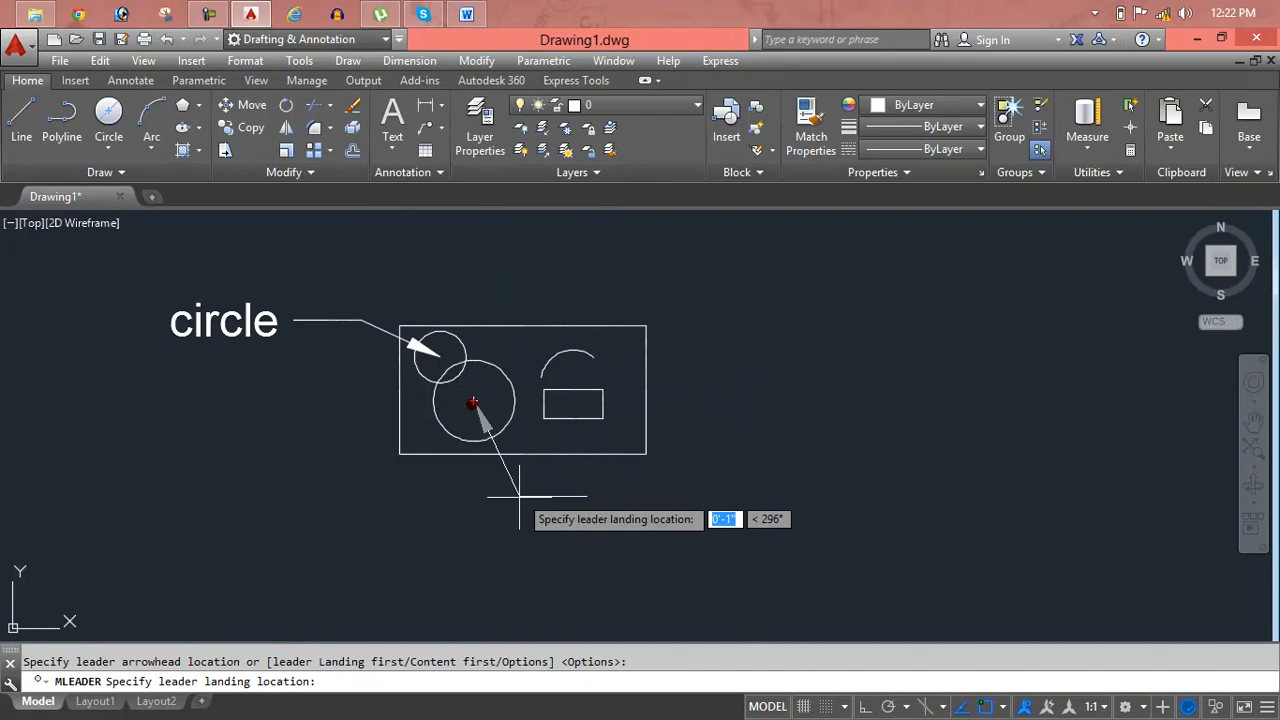 12:22 PM
Drafting & Annotation
Drawing1.dwg
Type a keyword or phrase
Sign In
File Edit View Insert Format Tools Draw Dimension Modify Parametric Window Help Express
Home Insert Annotate Parametric View Manage Output Add-ins Autodesk 360 Express Tools
Line Polyline Circle Arc
Move
Copy
Text
Layer Properties
0
Insert
Match Properties
ByLayer
ByLayer
ByLayer
Group
Measure
Paste
Base
Draw Modify Annotation Layers Block Properties Groups Utilities Clipboard View
Drawing1*
[−][Top][2D Wireframe]
N
W TOP E
S
WCS
circle
Specify leader landing location: 0'-1" < 296°
Y
X
Specify leader arrowhead location or [leader Landing first/Content first/Options] <Options>:
MLEADER Specify leader landing location:
Model Layout1 Layout2
MODEL 1:1